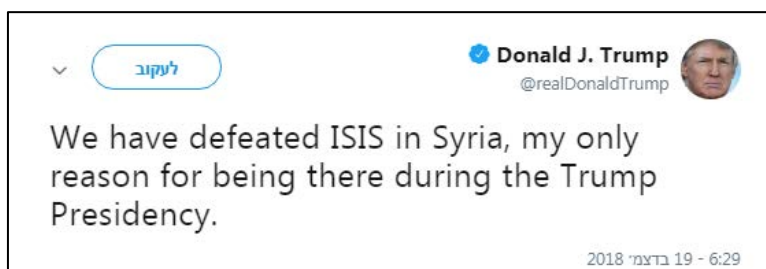 Donald J. Trump
@realDonaldTrump
לעקוב
We have defeated ISIS in Syria, my only
reason for being there during the Trump
Presidency.
6:29 - 19 בדצמ׳ 2018